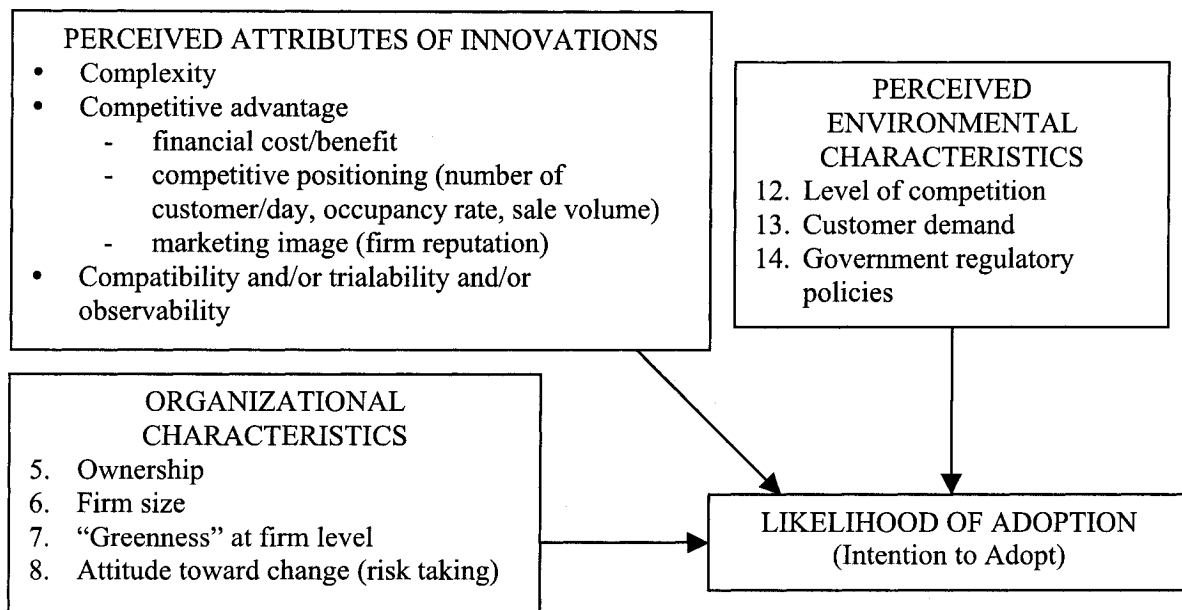 PERCEIVED ATTRIBUTES OF INNOVATIONS
• Complexity
• Competitive advantage
- financial cost/benefit
- competitive positioning (number of
customer/day, occupancy rate, sale volume)
- marketing image (firm reputation)
• Compatibility and/or trialability and/or
observability
PERCEIVED
ENVIRONMENTAL
CHARACTERISTICS
12. Level of competition
13. Customer demand
14. Government regulatory
policies
ORGANIZATIONAL
CHARACTERISTICS
5. Ownership
6. Firm size
7. “Greenness” at firm level
8. Attitude toward change (risk taking)
LIKELIHOOD OF ADOPTION
(Intention to Adopt)